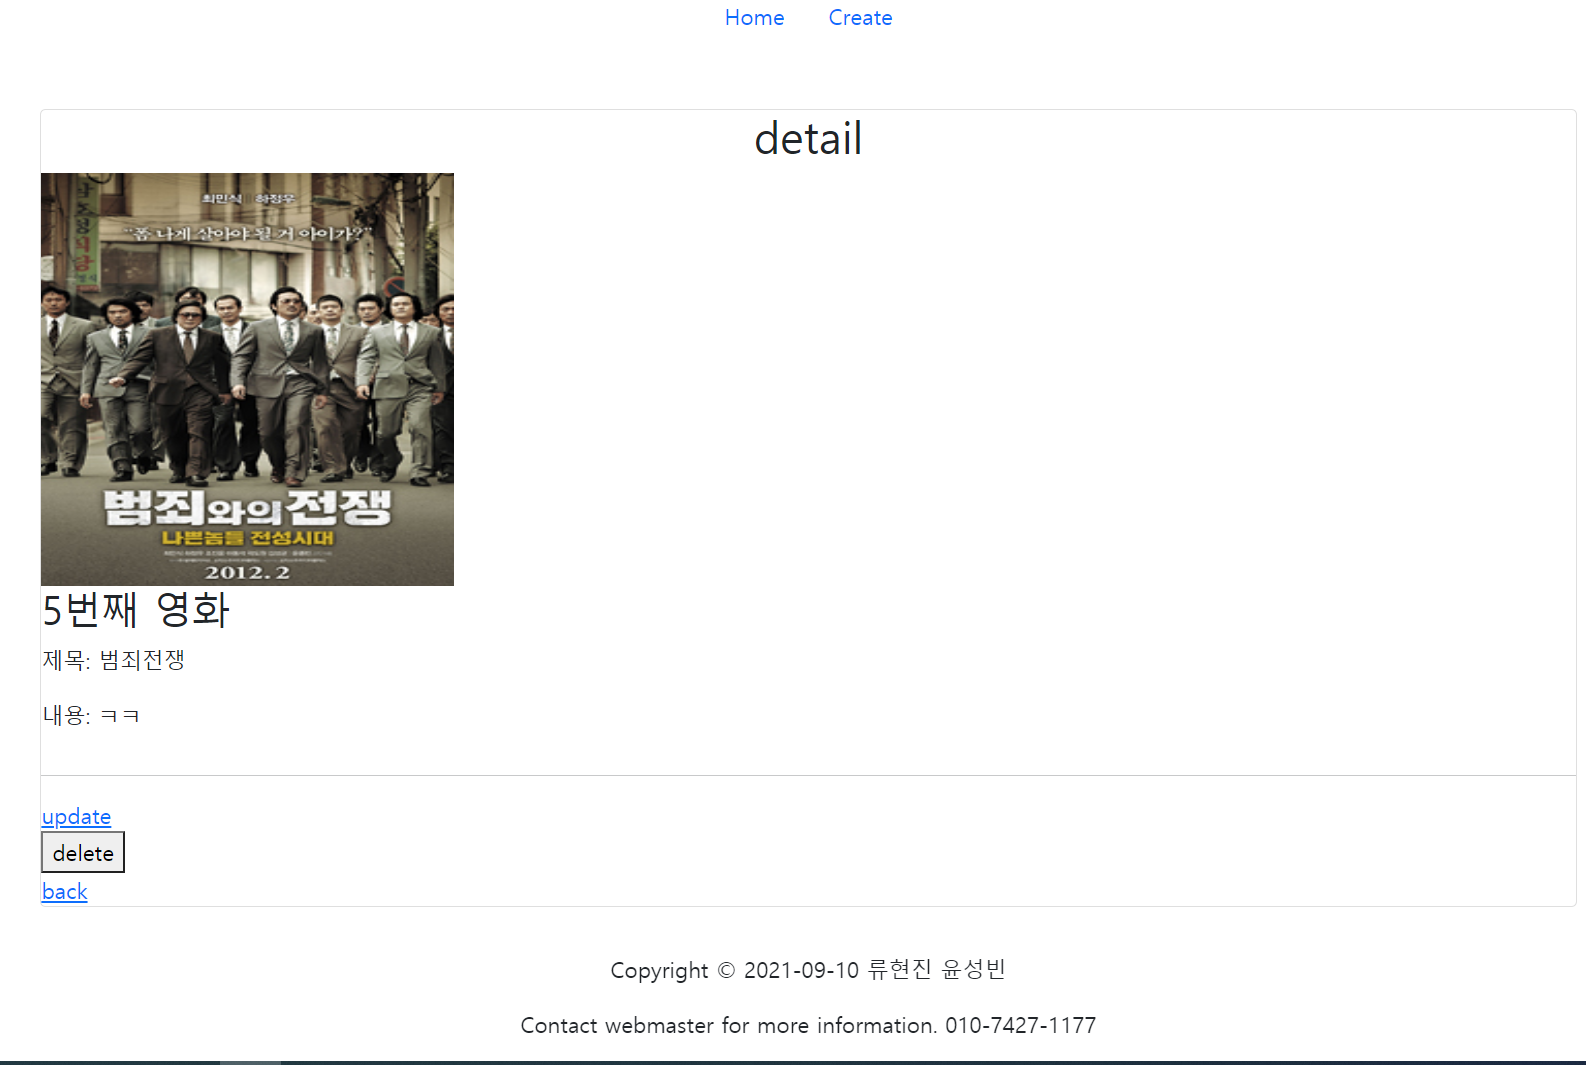 Home Create
detail
최민식 하정우
“폼 나게 살아야 될 거 아이가?”
범죄와의전쟁
나쁜놈들 전성시대
2012.2
5번째 영화
제목: 범죄전쟁
내용: ㅋㅋ
update
delete
back
Copyright © 2021-09-10 류현진 윤성빈
Contact webmaster for more information. 010-7427-1177